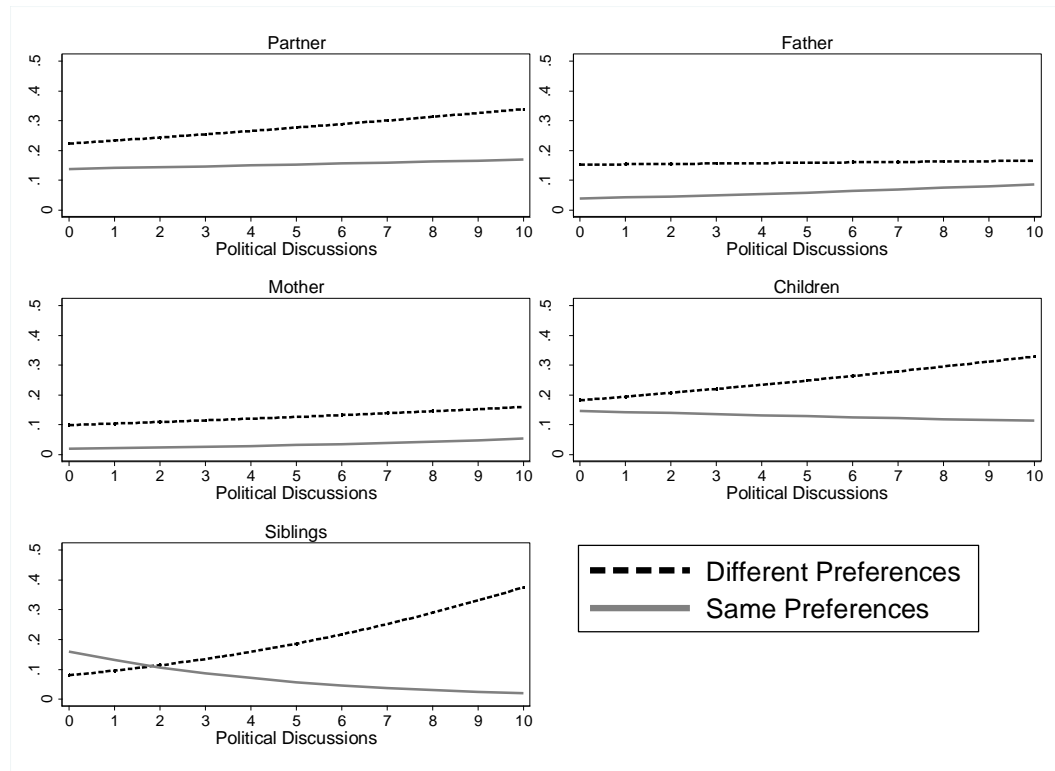 Partner
.5
.4
.3
.2
.1
0
0 1 2 3 4 5 6 7 8 9 10
Political Discussions
Father
.5
.4
.3
.2
.1
0
0 1 2 3 4 5 6 7 8 9 10
Political Discussions
Mother
.5
.4
.3
.2
.1
0
0 1 2 3 4 5 6 7 8 9 10
Political Discussions
Children
.5
.4
.3
.2
.1
0
0 1 2 3 4 5 6 7 8 9 10
Political Discussions
Siblings
.5
.4
.3
.2
.1
0
0 1 2 3 4 5 6 7 8 9 10
Political Discussions
Different Preferences
Same Preferences